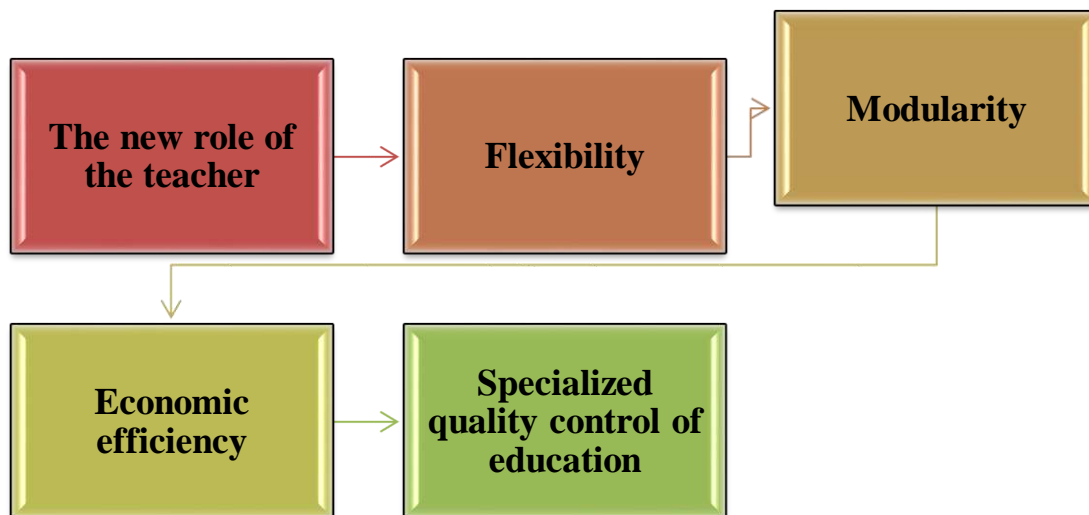 The new role of
the teacher
Flexibility
Modularity
Economic
efficiency
Specialized
quality control of
education